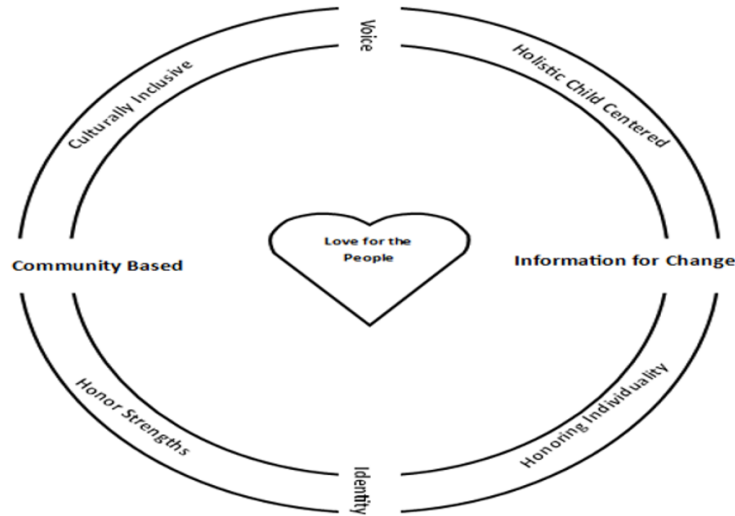 Voice
Culturally Inclusive
Holistic Child Centered
Love for the
People
Community Based
Information for Change
Honor Strengths
Honoring Individuality
Identity